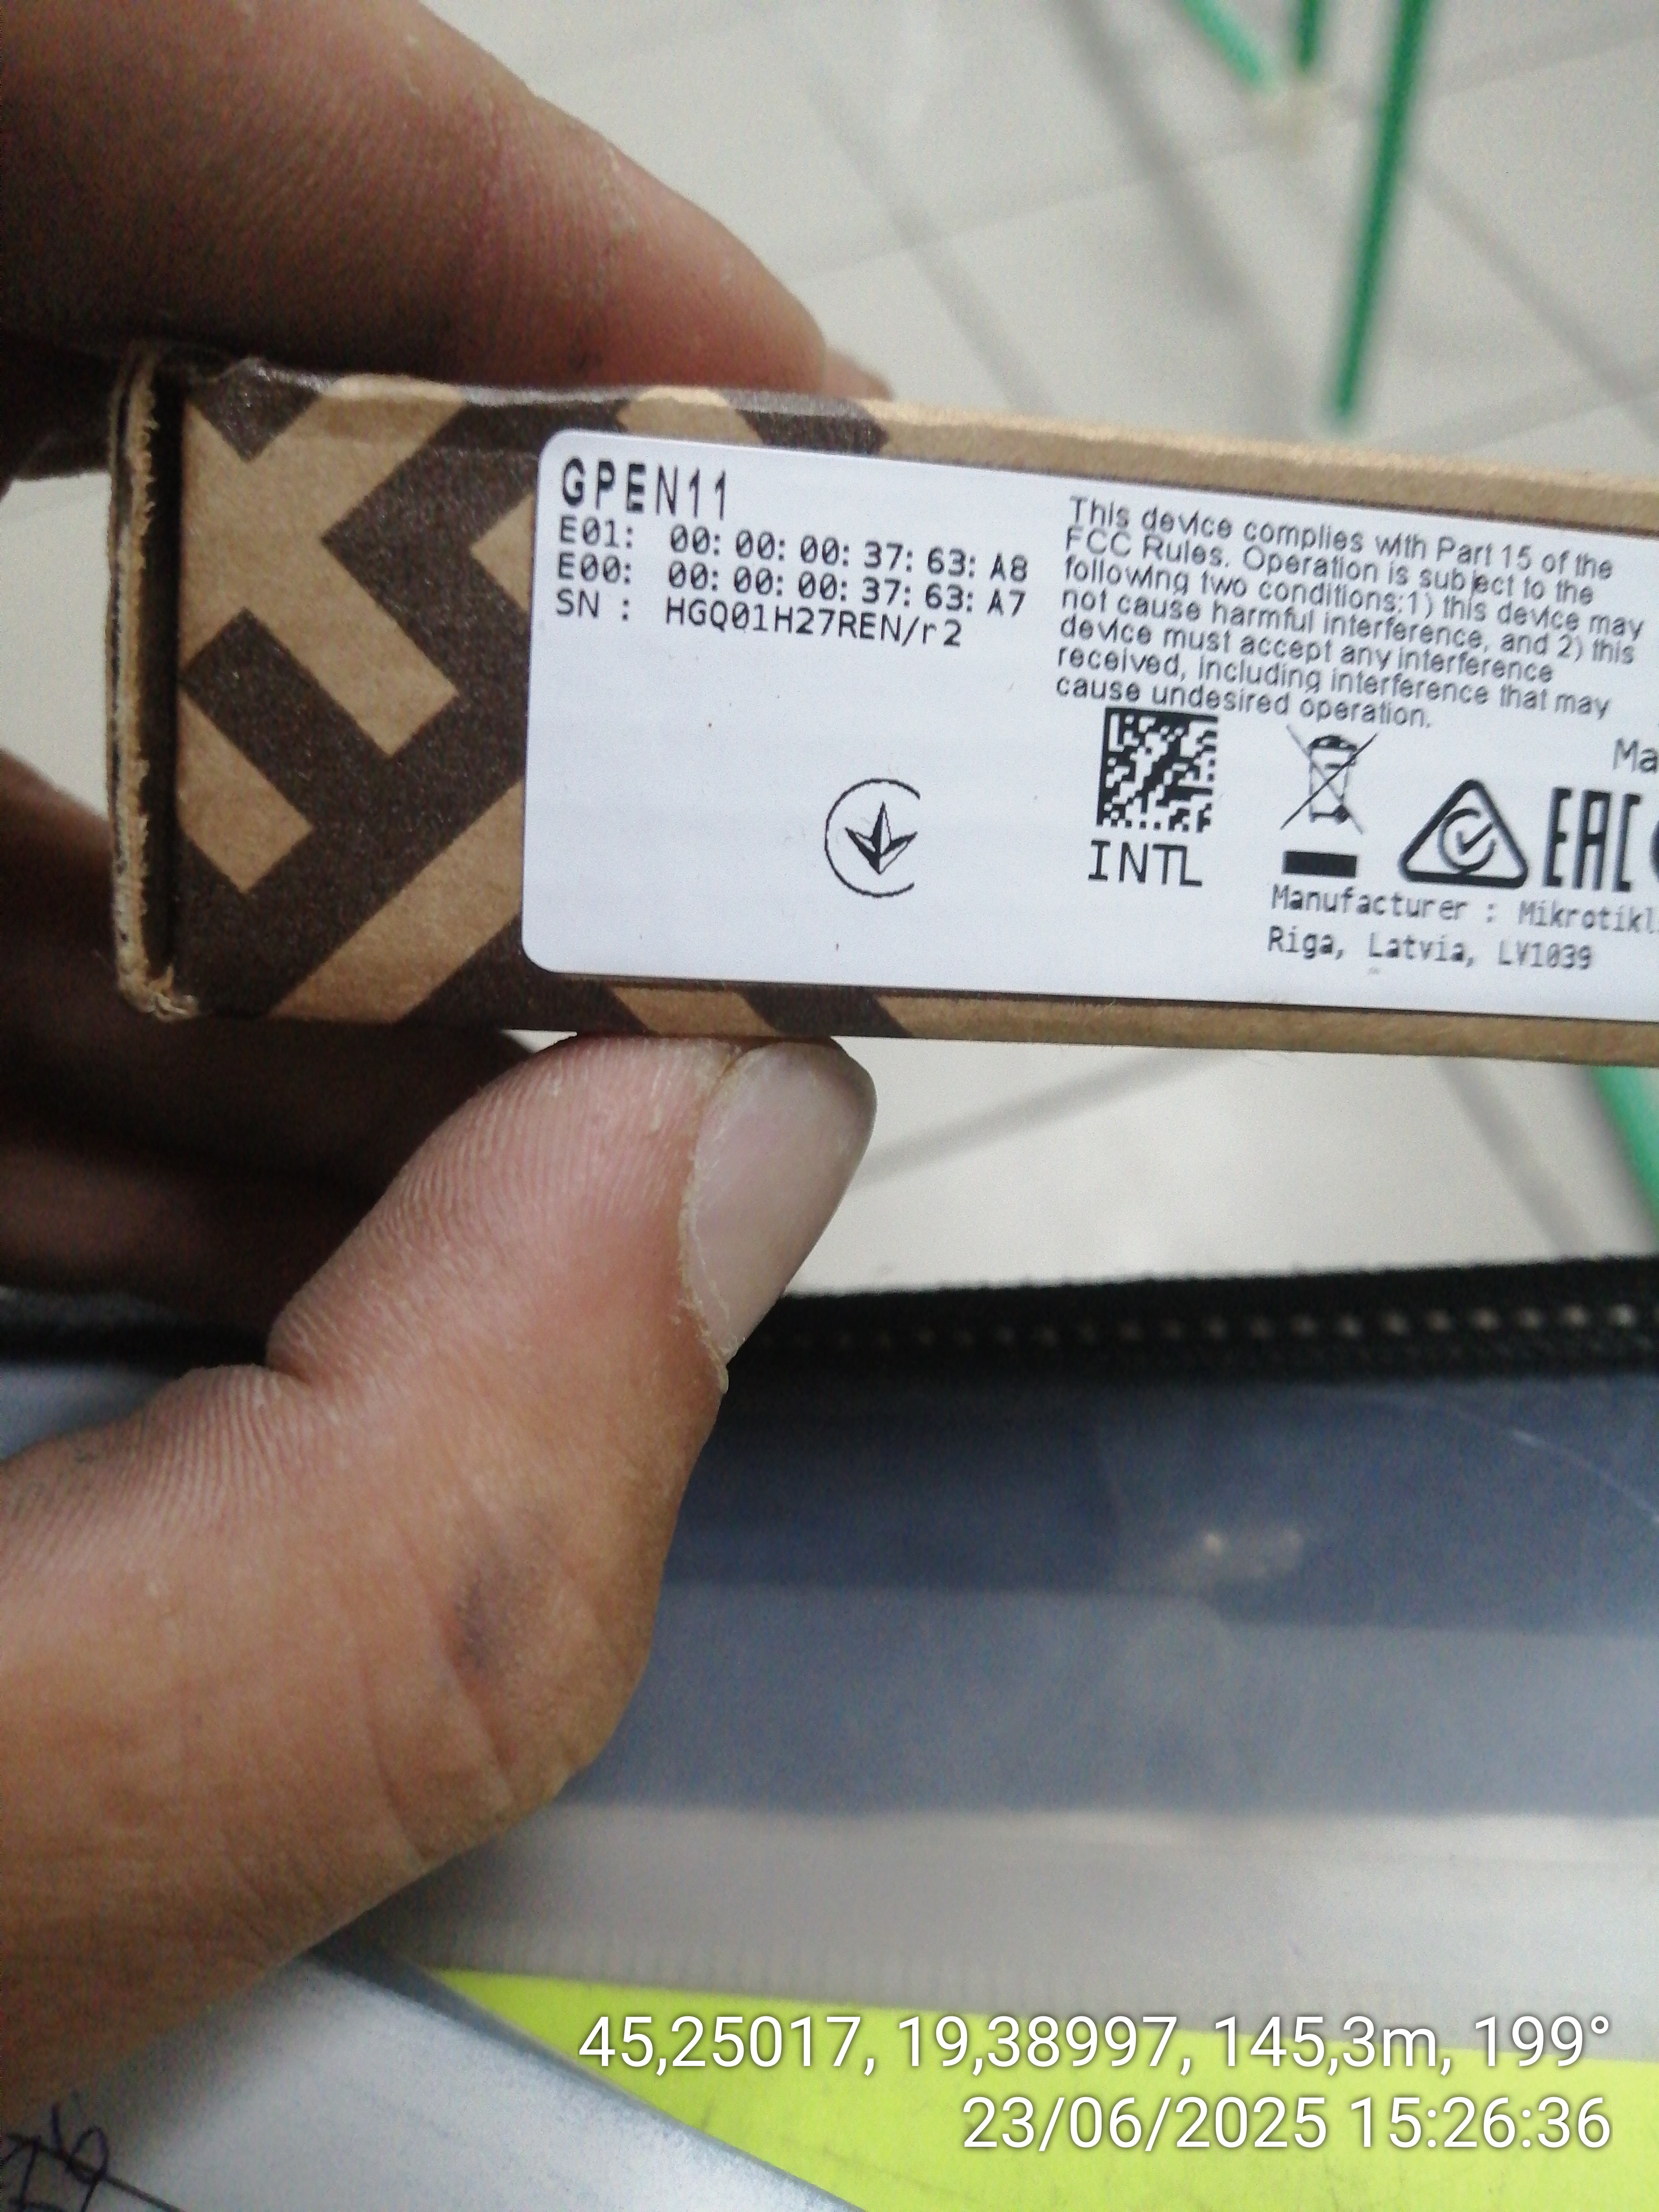 GPEN11
E01: 00:00:00:37:63:A8
E00: 00:00:00:37:63:A7
SN : HGQ01H27REN/r2
This device complies with Part 15 of the
FCC Rules. Operation is subject to the
following two conditions:1) this device may
not cause harmful interference, and 2) this
device must accept any interference
received, including interference that may
cause undesired operation.
INTL
Ma
EAC
Manufacturer : Mikrotikl
Riga, Latvia, LV1039
45,25017, 19,38997, 145,3m, 199°
23/06/2025 15:26:36